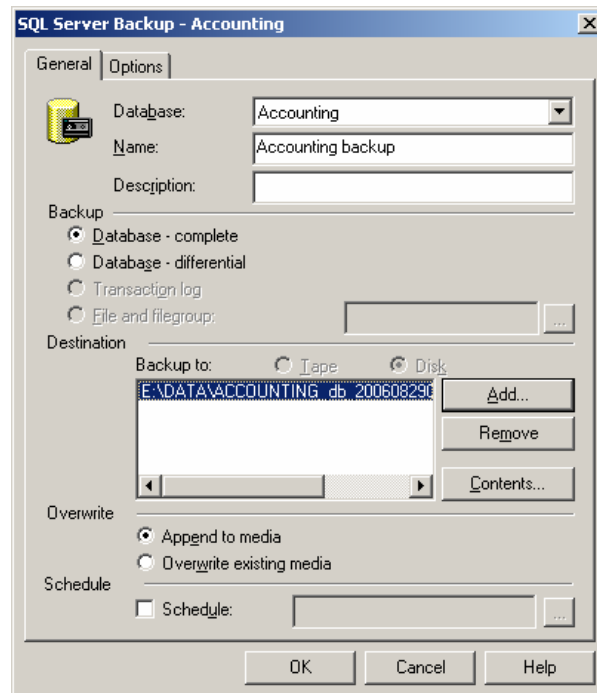 SQL Server Backup - Accounting
General Options
Database: Accounting
Name: Accounting backup
Description:
Backup
Database - complete
Database - differential
Transaction log
File and filegroup: ...
Destination
Backup to: Tape Disk
E:\DATA\ACCOUNTING_db_200608290
Add...
Remove
Contents...
Overwrite
Append to media
Overwrite existing media
Schedule
Schedule: ...
OK Cancel Help